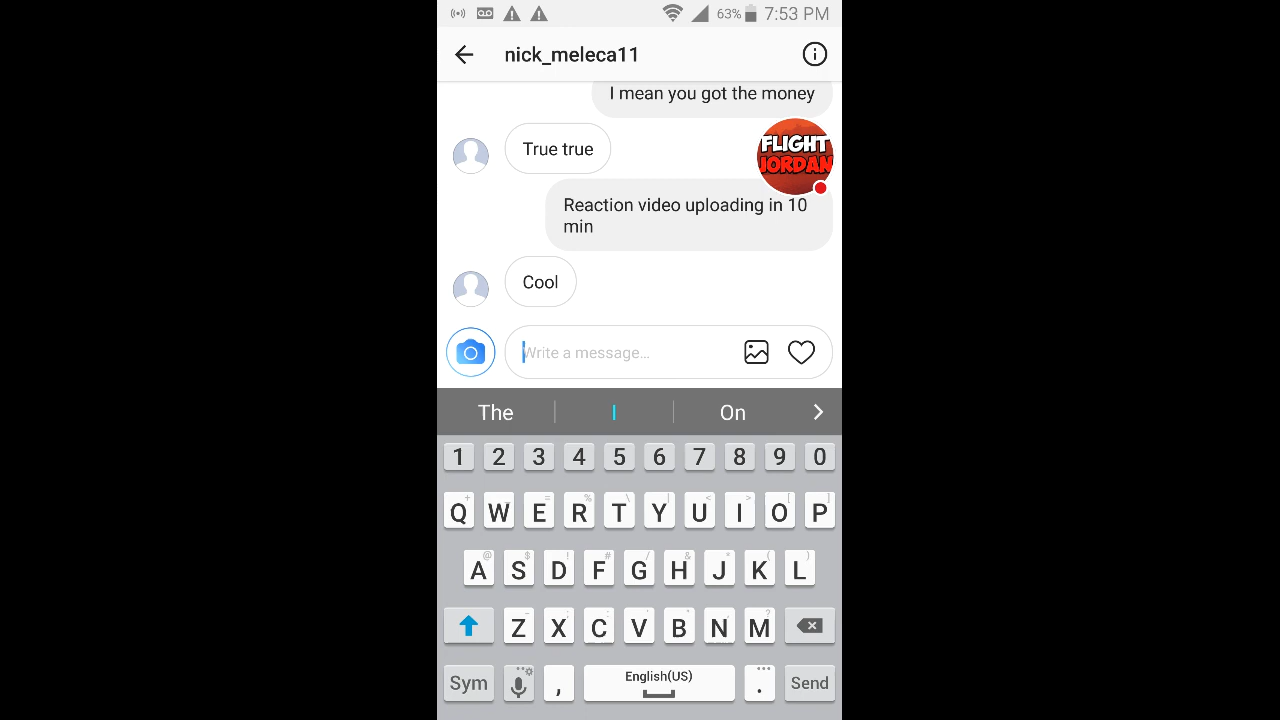 63% 7:53 PM
nick_meleca11
I mean you got the money
FLIGHT
JORDAN
True true
Reaction video uploading in 10
min
Cool
Write a message...
The I On
1 2 3 4 5 6 7 8 9 0
+ = % \ | < > [ ]
Q W E R T Y U I O P
@ $ ! # / & * ( )
A S D F G H J K L
Z X C V B N M
Sym , English(US) . Send